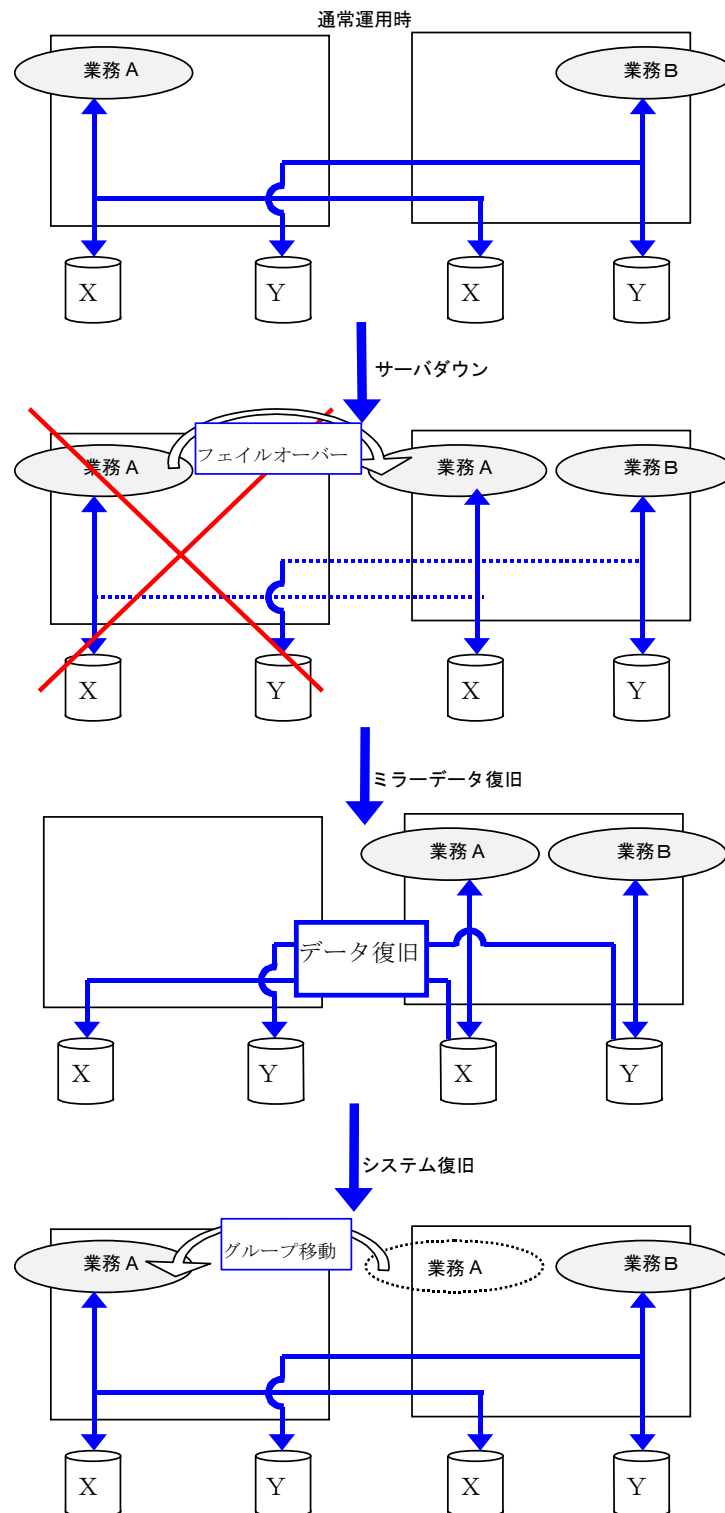 通常運用時
業務A
業務B
X
Y
X
Y
サーバダウン
フェイルオーバー
業務A
業務A
業務B
X
Y
X
Y
ミラーデータ復旧
業務A
業務B
データ復旧
X
Y
X
Y
システム復旧
グループ移動
業務A
業務A
業務B
X
Y
X
Y